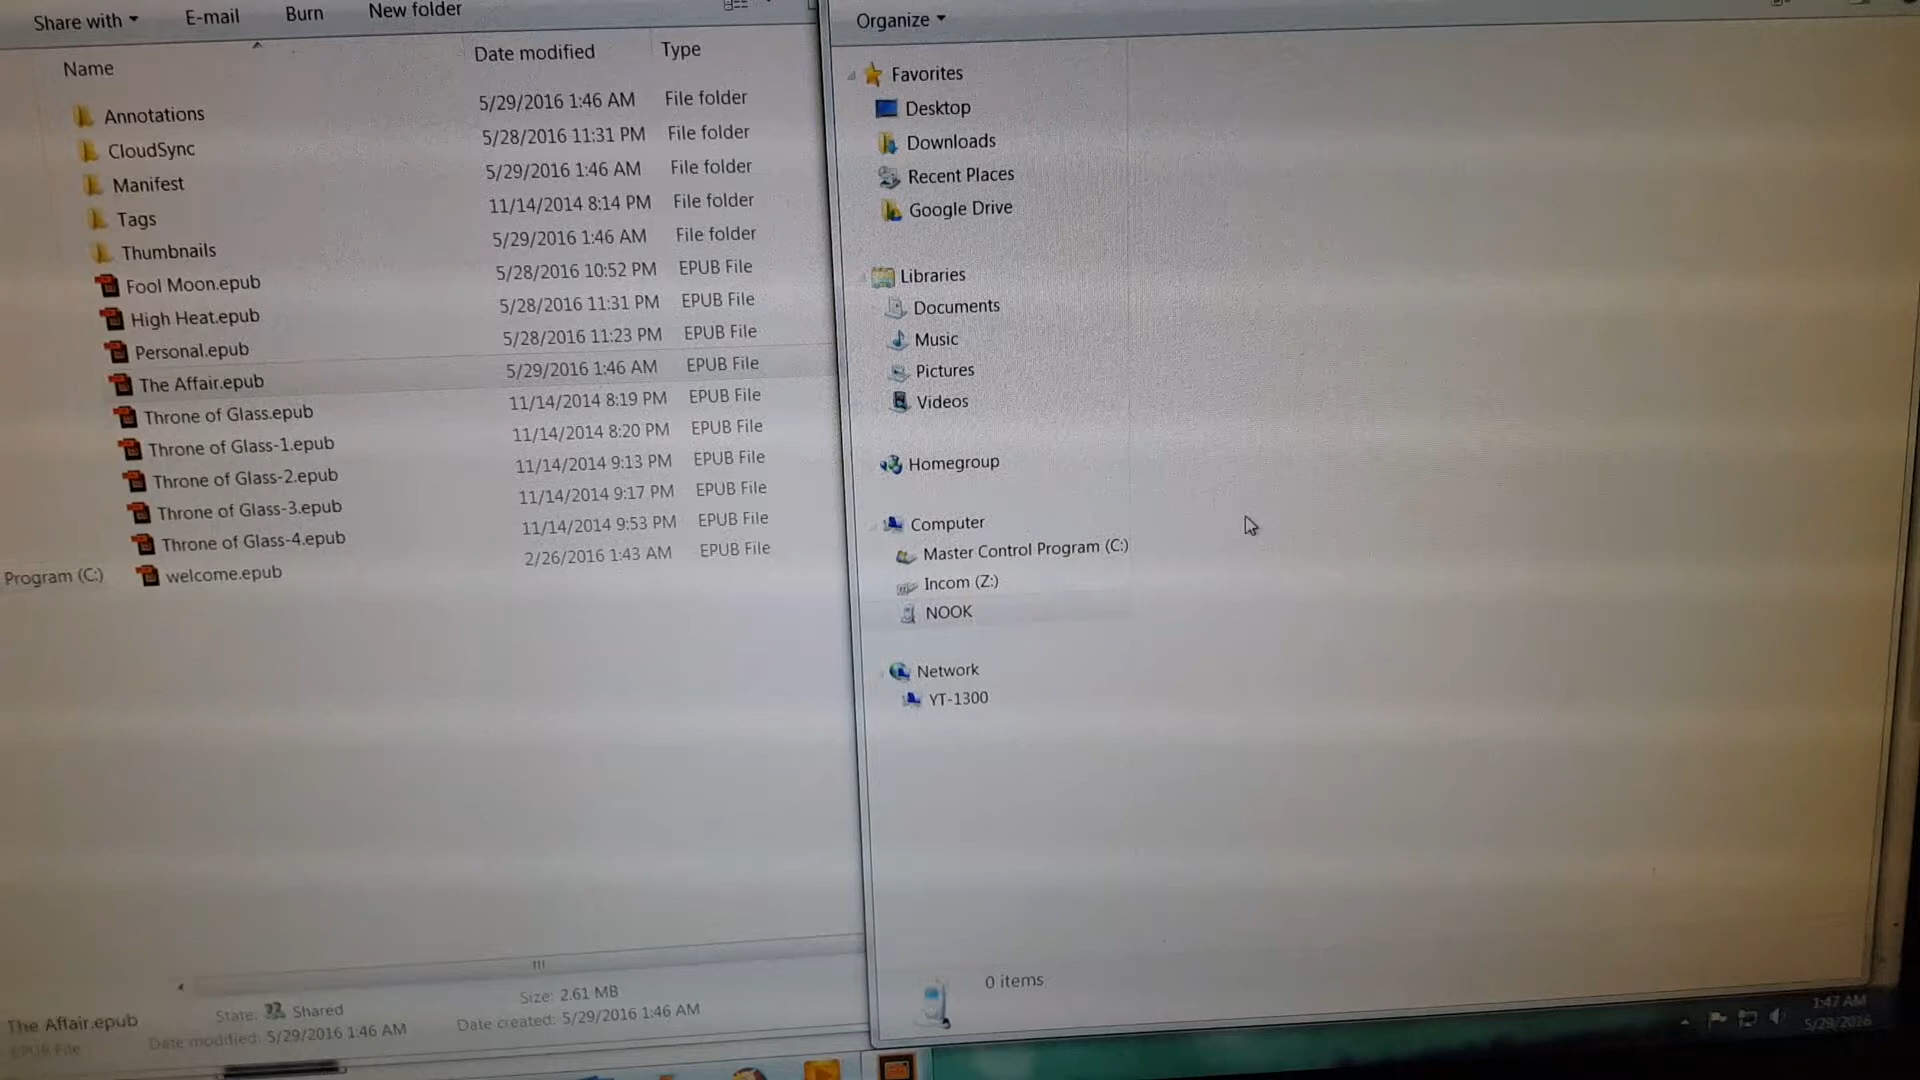 Share with E-mail Burn New folder
Name Date modified Type
Annotations 5/29/2016 1:46 AM File folder
CloudSync 5/28/2016 11:31 PM File folder
Manifest 5/29/2016 1:46 AM File folder
Tags 11/14/2014 8:14 PM File folder
Thumbnails 5/29/2016 1:46 AM File folder
Fool Moon.epub 5/28/2016 10:52 PM EPUB File
High Heat.epub 5/28/2016 11:31 PM EPUB File
Personal.epub 5/28/2016 11:23 PM EPUB File
The Affair.epub 5/29/2016 1:46 AM EPUB File
Throne of Glass.epub 11/14/2014 8:19 PM EPUB File
Throne of Glass-1.epub 11/14/2014 8:20 PM EPUB File
Throne of Glass-2.epub 11/14/2014 9:13 PM EPUB File
Throne of Glass-3.epub 11/14/2014 9:17 PM EPUB File
Throne of Glass-4.epub 11/14/2014 9:53 PM EPUB File
welcome.epub 2/26/2016 1:43 AM EPUB File
Program (C:)
The Affair.epub State: Shared Size: 2.61 MB
EPUB File Date modified: 5/29/2016 1:46 AM Date created: 5/29/2016 1:46 AM
Organize
Favorites
Desktop
Downloads
Recent Places
Google Drive
Libraries
Documents
Music
Pictures
Videos
Homegroup
Computer
Master Control Program (C:)
Incom (Z:)
NOOK
Network
YT-1300
0 items
1:47 AM
5/29/2016